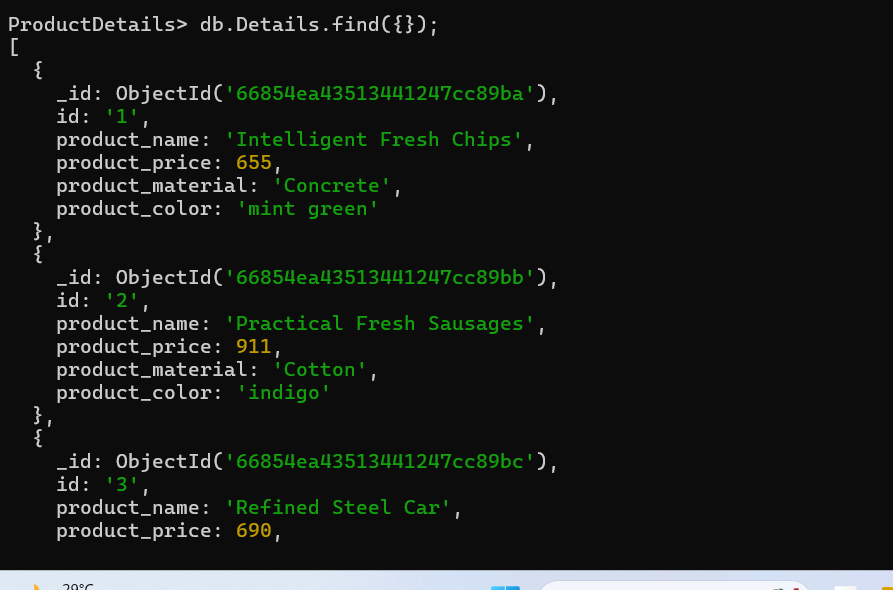 ProductDetails> db.Details.find({});
[
  {
    _id: ObjectId('66854ea43513441247cc89ba'),
    id: '1',
    product_name: 'Intelligent Fresh Chips',
    product_price: 655,
    product_material: 'Concrete',
    product_color: 'mint green'
  },
  {
    _id: ObjectId('66854ea43513441247cc89bb'),
    id: '2',
    product_name: 'Practical Fresh Sausages',
    product_price: 911,
    product_material: 'Cotton',
    product_color: 'indigo'
  },
  {
    _id: ObjectId('66854ea43513441247cc89bc'),
    id: '3',
    product_name: 'Refined Steel Car',
    product_price: 690,
29°C